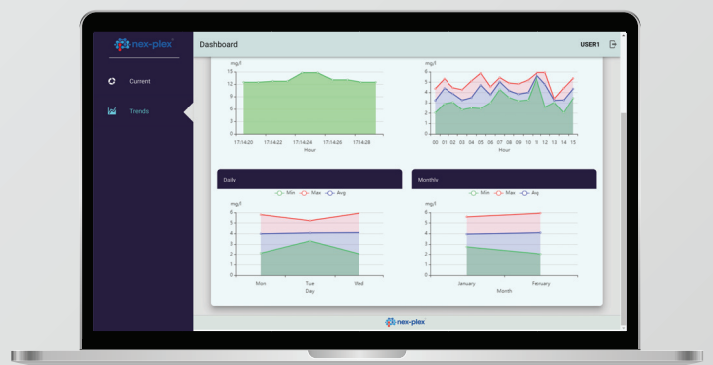 nex-plex
Dashboard
USER1
Current
Trends
mg/l
15
12
9
6
3
0
17:14:20 17:14:22 17:14:24 17:14:26 17:14:28
Hour
mg/l
6
5
4
3
2
1
0
00 01 02 03 04 05 06 07 08 09 10 11 12 13 14 15
Hour
Daily
Min Max Avg
mg/l
6
5
4
3
2
1
0
Mon Tue Wed
Day
Monthly
Min Max Avg
mg/l
6
5
4
3
2
1
0
January Feruary
Month
nex-plex